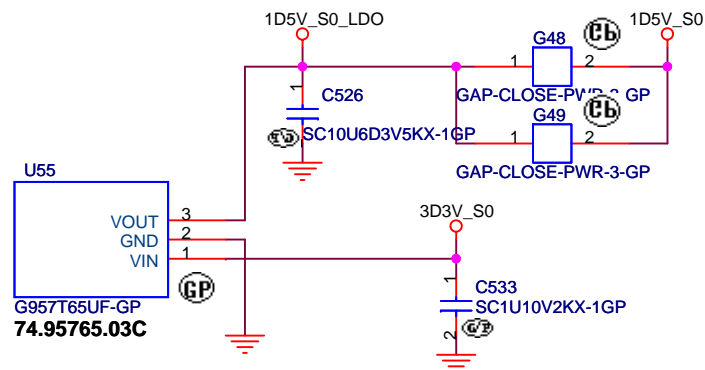 1D5V_S0_LDO
1D5V_S0
G48
1
2
GAP-CLOSE-PWR-3-GP
C526
1
SC10U6D3V5KX-1GP
G49
1
2
GAP-CLOSE-PWR-3-GP
U55
VOUT
3
GND
2
VIN
1
GP
G957T65UF-GP
74.95765.03C
3D3V_S0
1
C533
SC1U10V2KX-1GP
2